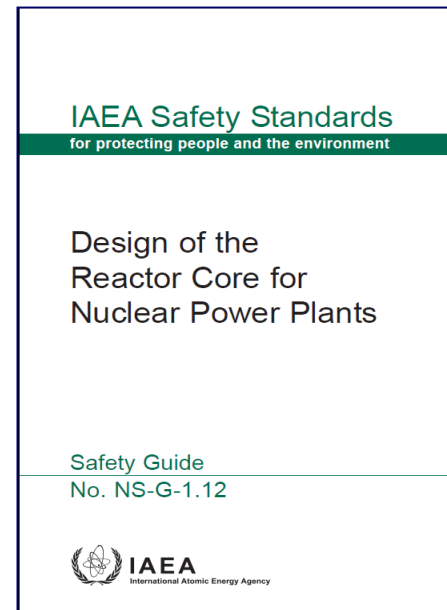 IAEA Safety Standards
for protecting people and the environment
Design of the
Reactor Core for
Nuclear Power Plants
Safety Guide
No. NS-G-1.12
IAEA
International Atomic Energy Agency